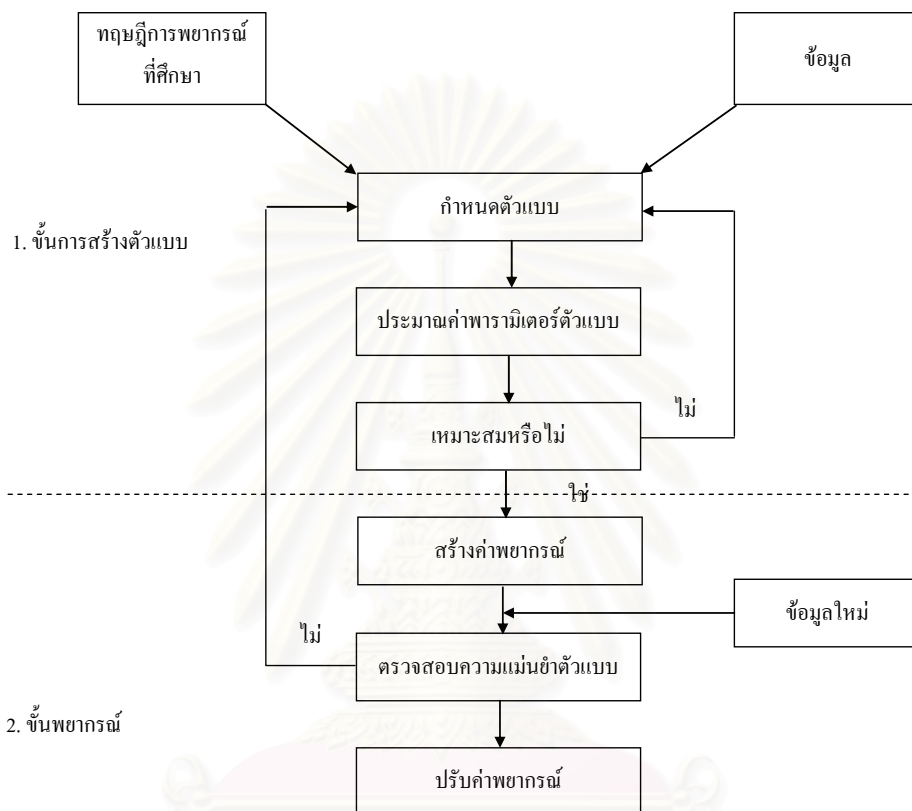 ทฤษฎีการพยากรณ์
ที่ศึกษา
ข้อมูล
กำหนดตัวแบบ
1. ขั้นการสร้างตัวแบบ
ประมาณค่าพารามิเตอร์ตัวแบบ
เหมาะสมหรือไม่
ไม่
ใช่
สร้างค่าพยากรณ์
ข้อมูลใหม่
ไม่
ตรวจสอบความแม่นยำตัวแบบ
2. ขั้นพยากรณ์
ปรับค่าพยากรณ์